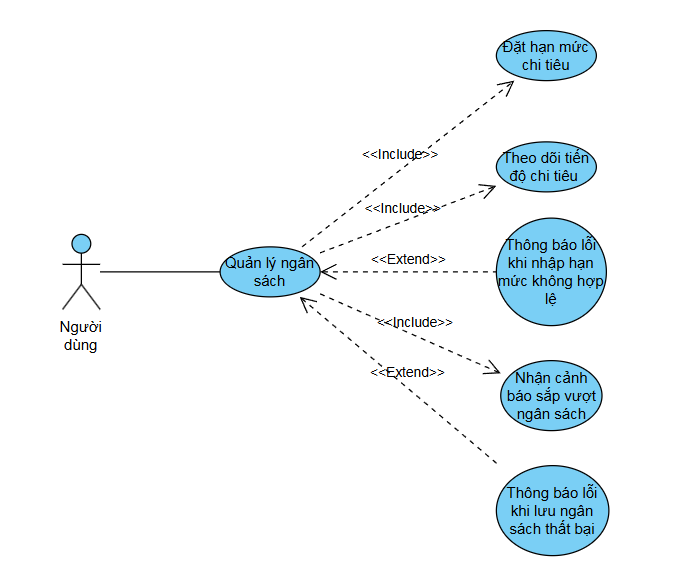 Đặt hạn mức
chi tiêu
<<Include>>
Theo dõi tiến
độ chi tiêu
<<Include>>
Thông báo lỗi
khi nhập hạn
mức không hợp
lệ
<<Extend>>
Quản lý ngân
sách
Người
dùng
<<Include>>
Nhận cảnh
báo sắp vượt
ngân sách
<<Extend>>
Thông báo lỗi
khi lưu ngân
sách thất bại